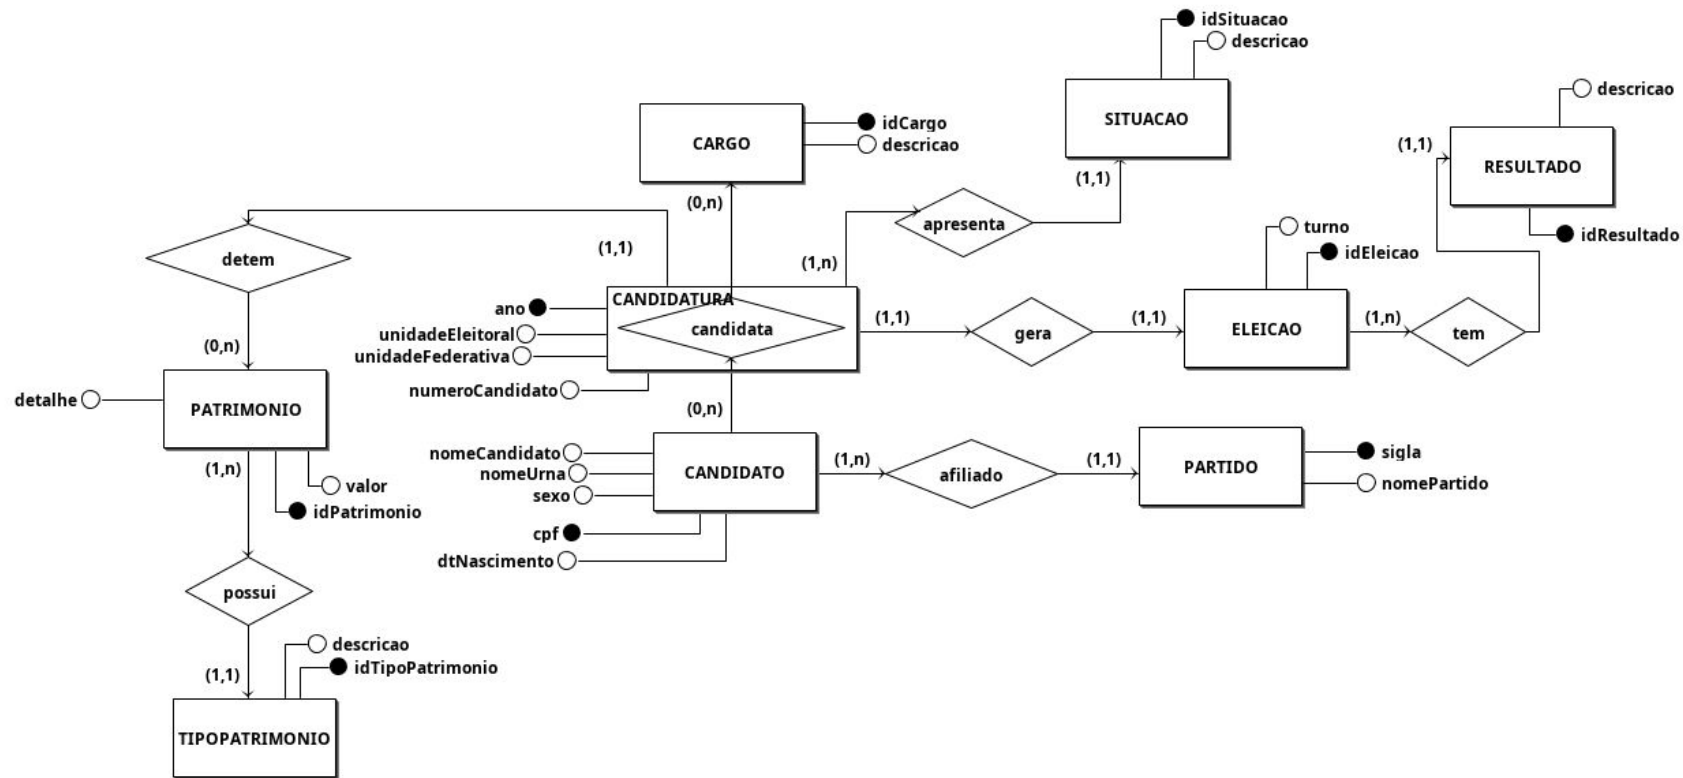 idSituacao
descricao
SITUACAO
descricao
RESULTADO
(1,1)
idResultado
CARGO
idCargo
descricao
(0,n)
(1,1)
apresenta
(1,n)
detem
(1,1)
turno
idEleicao
CANDIDATURA
candidata
ano
unidadeEleitoral
unidadeFederativa
numeroCandidato
(1,1)
gera
(1,1)
ELEICAO
(1,n)
tem
(0,n)
detalhe
PATRIMONIO
(0,n)
(1,n)
valor
idPatrimonio
nomeCandidato
nomeUrna
sexo
cpf
dtNascimento
CANDIDATO
(1,n)
afiliado
(1,1)
PARTIDO
sigla
nomePartido
possui
descricao
idTipoPatrimonio
(1,1)
TIPOPATRIMONIO